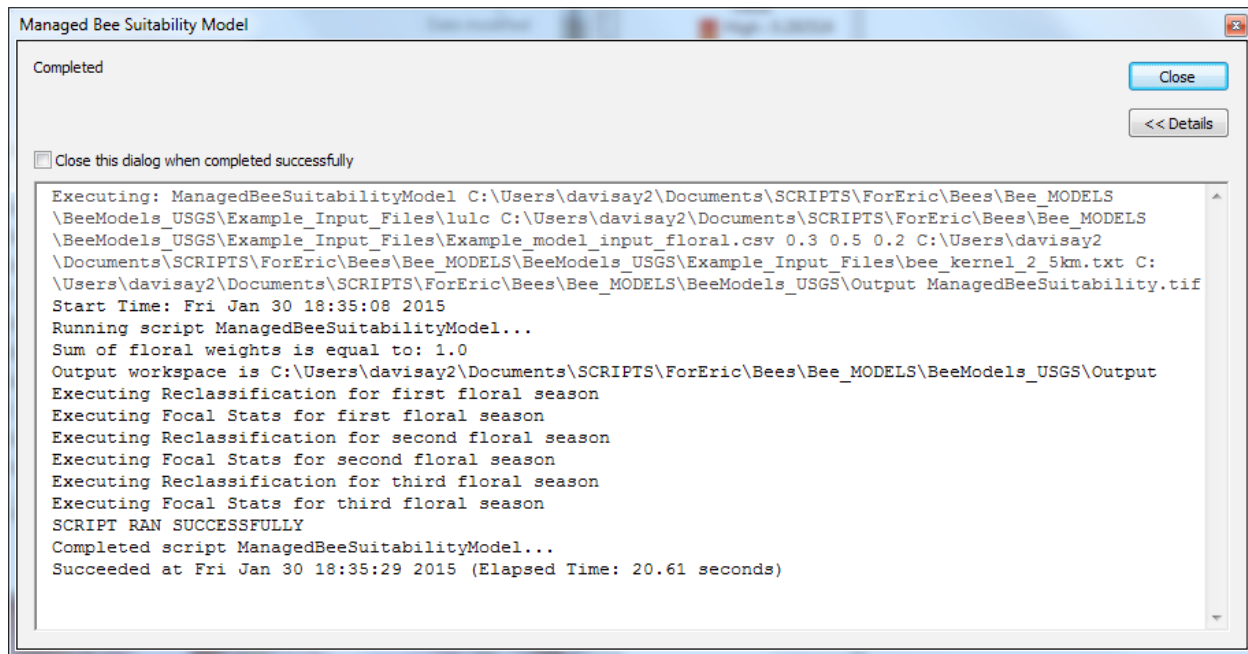 Managed Bee Suitability Model
Completed
Close
<< Details
Close this dialog when completed successfully
Executing: ManagedBeeSuitabilityModel C:\Users\davisay2\Documents\SCRIPTS\ForEric\Bees\Bee_MODELS
\BeeModels_USGS\Example_Input_Files\lulc C:\Users\davisay2\Documents\SCRIPTS\ForEric\Bees\Bee_MODELS
\BeeModels_USGS\Example_Input_Files\Example_model_input_floral.csv 0.3 0.5 0.2 C:\Users\davisay2
\Documents\SCRIPTS\ForEric\Bees\Bee_MODELS\BeeModels_USGS\Example_Input_Files\bee_kernel_2_5km.txt C:
\Users\davisay2\Documents\SCRIPTS\ForEric\Bees\Bee_MODELS\BeeModels_USGS\Output ManagedBeeSuitability.tif
Start Time: Fri Jan 30 18:35:08 2015
Running script ManagedBeeSuitabilityModel...
Sum of floral weights is equal to: 1.0
Output workspace is C:\Users\davisay2\Documents\SCRIPTS\ForEric\Bees\Bee_MODELS\BeeModels_USGS\Output
Executing Reclassification for first floral season
Executing Focal Stats for first floral season
Executing Reclassification for second floral season
Executing Focal Stats for second floral season
Executing Reclassification for third floral season
Executing Focal Stats for third floral season
SCRIPT RAN SUCCESSFULLY
Completed script ManagedBeeSuitabilityModel...
Succeeded at Fri Jan 30 18:35:29 2015 (Elapsed Time: 20.61 seconds)